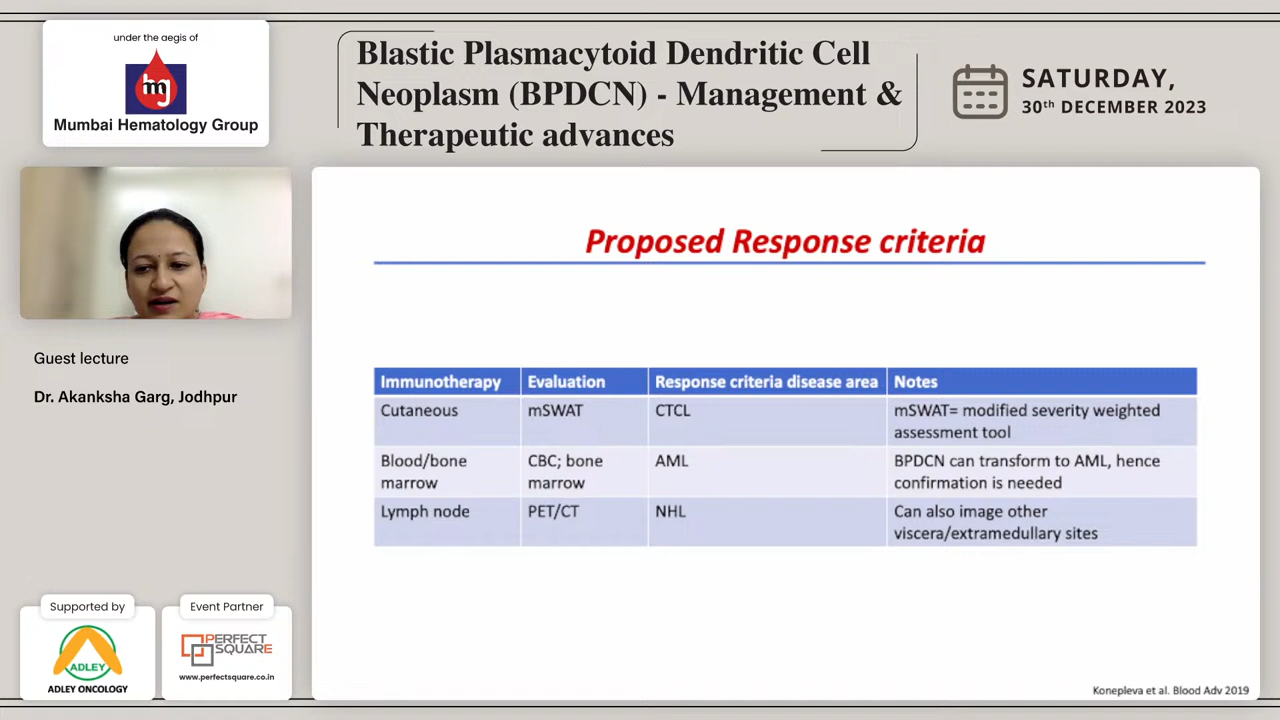 under the aegis of
hg
Mumbai Hematology Group
Blastic Plasmacytoid Dendritic Cell
Neoplasm (BPDCN) - Management &
Therapeutic advances
SATURDAY,
30th DECEMBER 2023
Guest lecture
Dr. Akanksha Garg, Jodhpur
Proposed Response criteria
Immunotherapy Evaluation Response criteria disease area Notes
Cutaneous mSWAT CTCL mSWAT= modified severity weighted
assessment tool
Blood/bone CBC; bone AML BPDCN can transform to AML, hence
marrow marrow confirmation is needed
Lymph node PET/CT NHL Can also image other
viscera/extramedullary sites
Konepleva et al. Blood Adv 2019
Supported by
ADLEY
ADLEY ONCOLOGY
Event Partner
PERFECT
SQUARE
www.perfectsquare.co.in